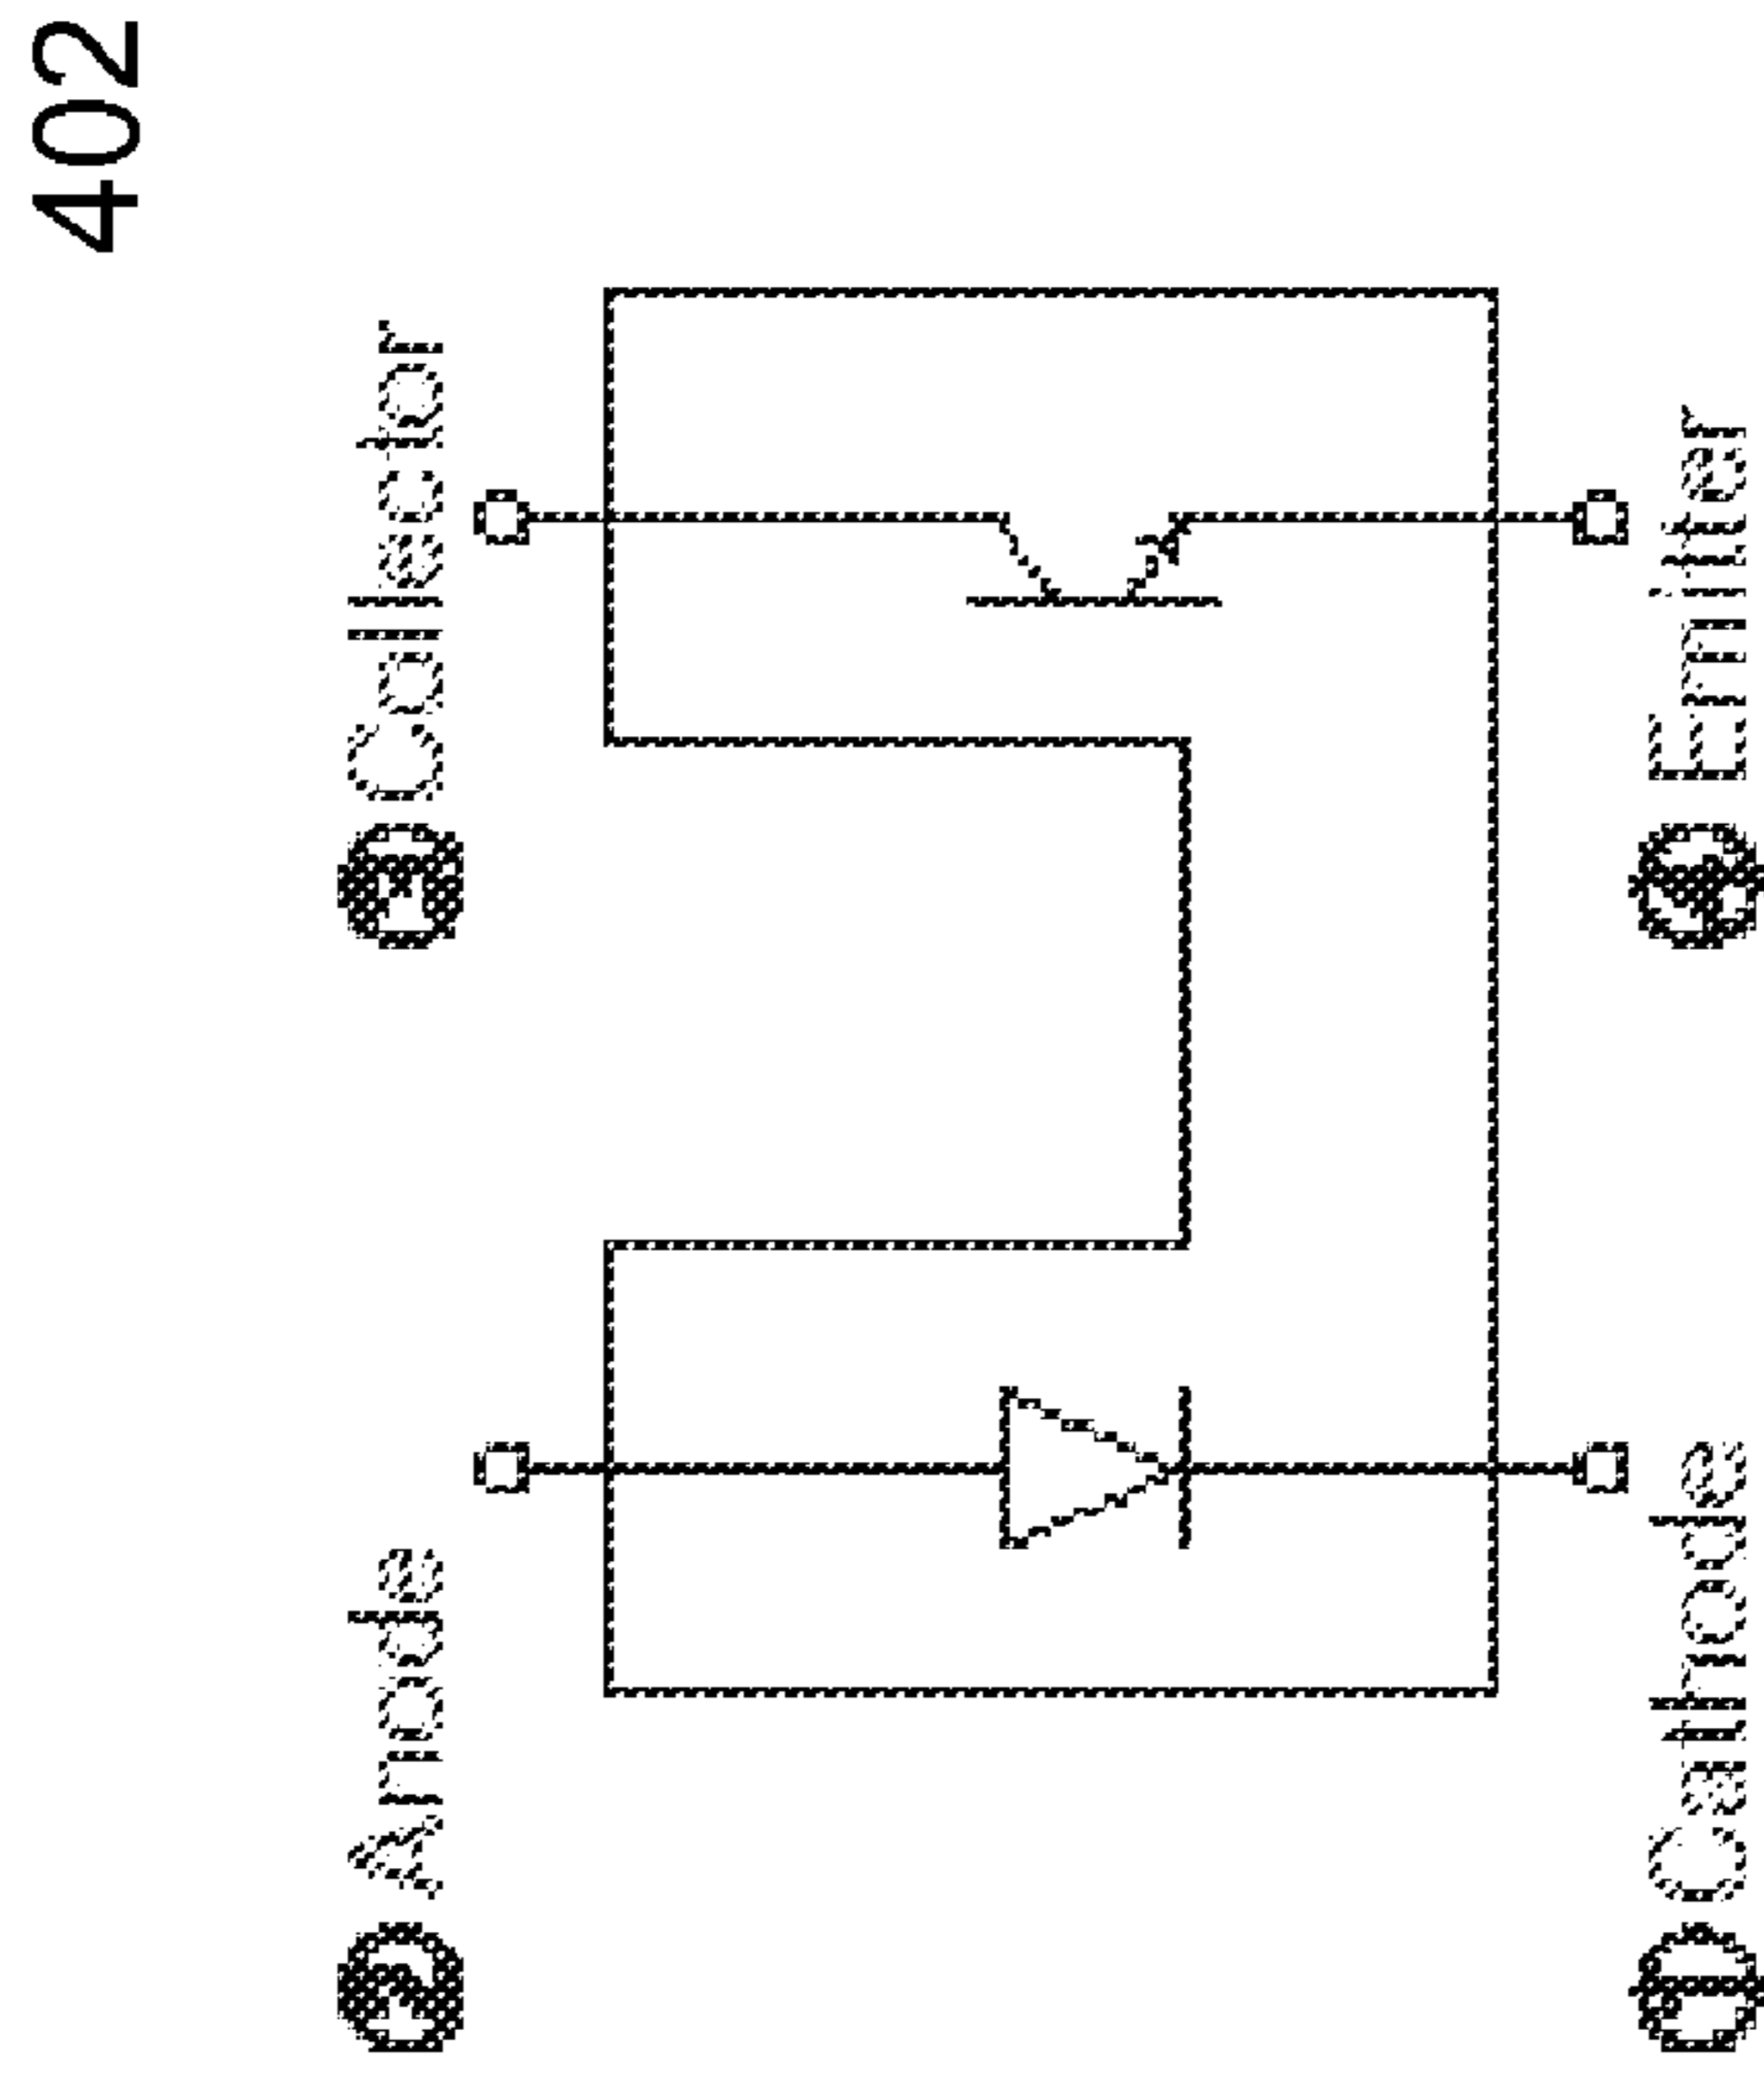 402
② Anode ③ Collector
① Cathode ④ Emitter